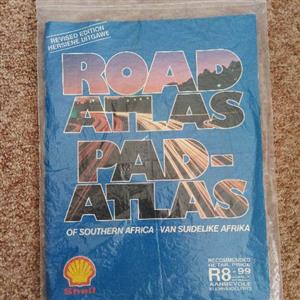 REVISED EDITION
HERSIENE UITGAWE
ROAD
ATLAS
PAD-
ATLAS
OF SOUTHERN AFRICA · VAN SUIDELIKE AFRIKA
Shell
RECOMMENDED
RETAIL PRICE
R8-99
AANBEVOLE
KLEINHANDELPRYS